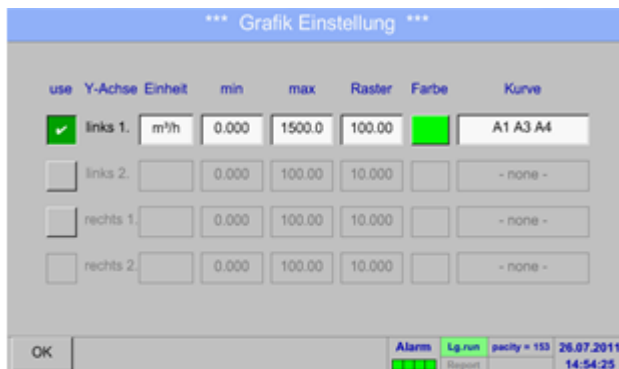 *** Grafik Einstellung ***
use Y-Achse Einheit min max Raster Farbe Kurve
links 1. m³/h 0.000 1500.0 100.00 A1 A3 A4
links 2. 0.000 100.00 10.000 - none -
rechts 1. 0.000 100.00 10.000 - none -
rechts 2. 0.000 100.00 10.000 - none -
OK Alarm Lg.run pacity = 153 26.07.2011
Report 14:54:25